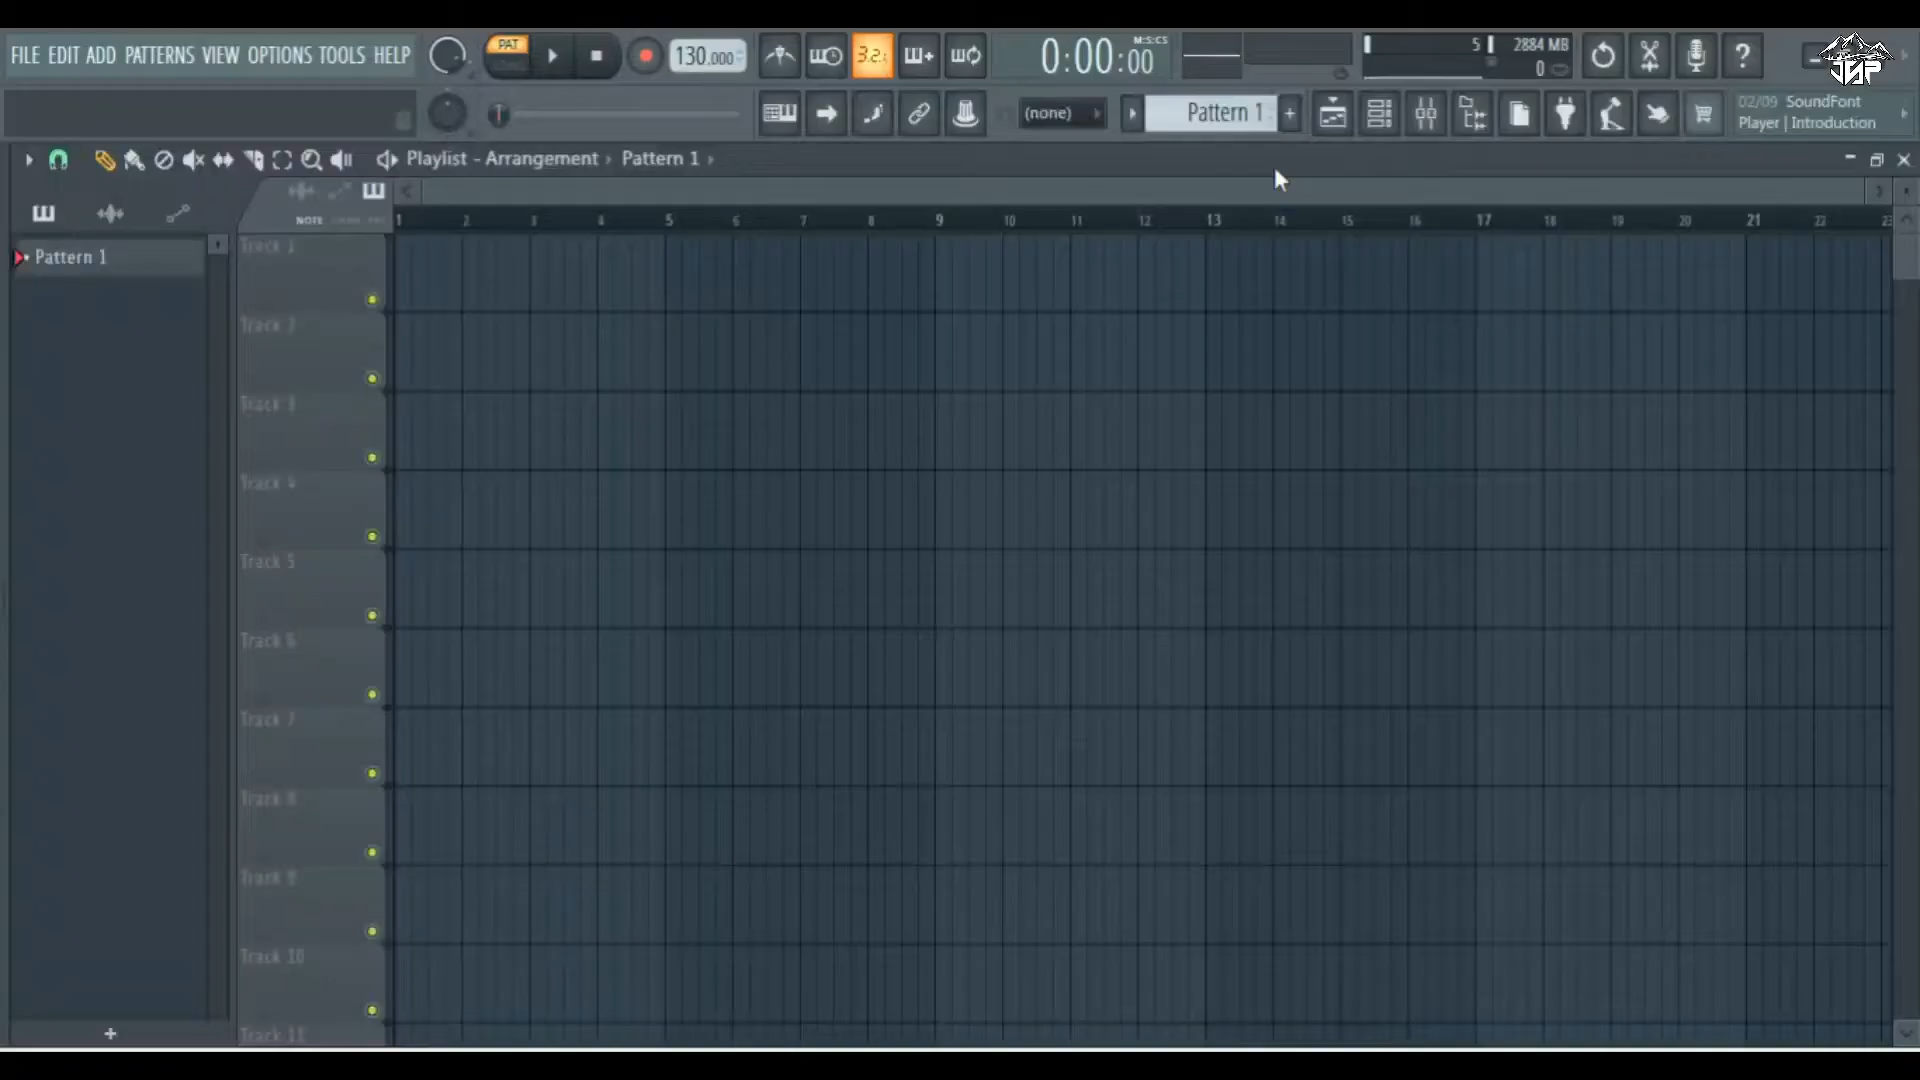 FILE EDIT ADD PATTERNS VIEW OPTIONS TOOLS HELP
PAT
130.000
3.2.
0:00:00
M:S:CS
5
2884 MB
0
JNP
(none)
Pattern 1
+
02/09 SoundFont
Player | Introduction
Playlist - Arrangement › Pattern 1 ›
NOTE
1 2 3 4 5 6 7 8 9 10 11 12 13 14 15 16 17 18 19 20 21 22 23
Pattern 1
Track 1
Track 2
Track 3
Track 4
Track 5
Track 6
Track 7
Track 8
Track 9
Track 10
Track 11
+